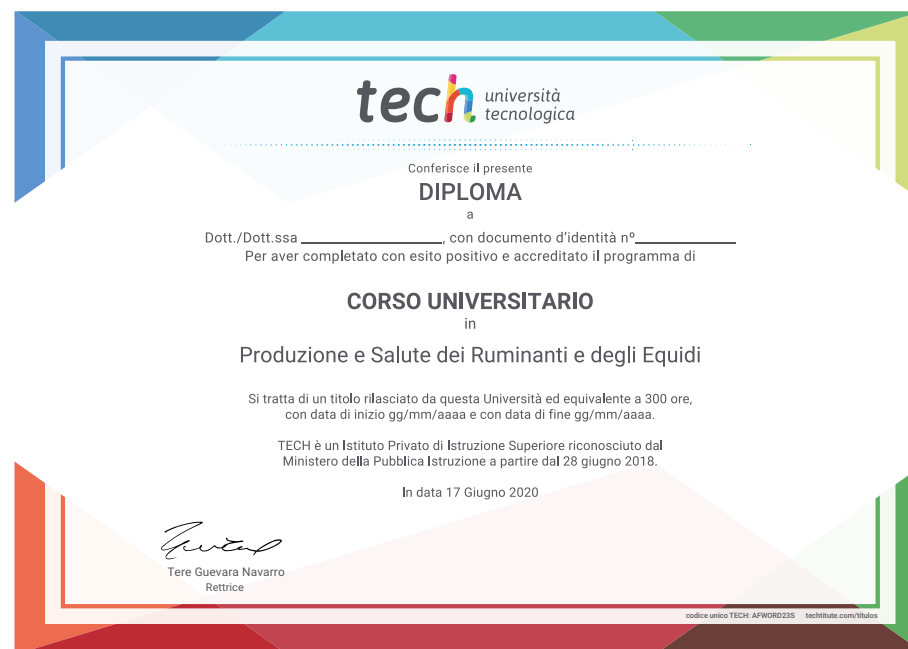 tech università
tecnologica
Conferisce il presente
DIPLOMA
a
Dott./Dott.ssa ____________________, con documento d'identità nº______________
Per aver completato con esito positivo e accreditato il programma di
CORSO UNIVERSITARIO
in
Produzione e Salute dei Ruminanti e degli Equidi
Si tratta di un titolo rilasciato da questa Università ed equivalente a 300 ore,
con data di inizio gg/mm/aaaa e con data di fine gg/mm/aaaa.
TECH è un Istituto Privato di Istruzione Superiore riconosciuto dal
Ministero della Pubblica Istruzione a partire dal 28 giugno 2018.
In data 17 Giugno 2020
Tere Guevara Navarro
Rettrice
codice unico TECH: AFWORD23S techtitute.com/títulos